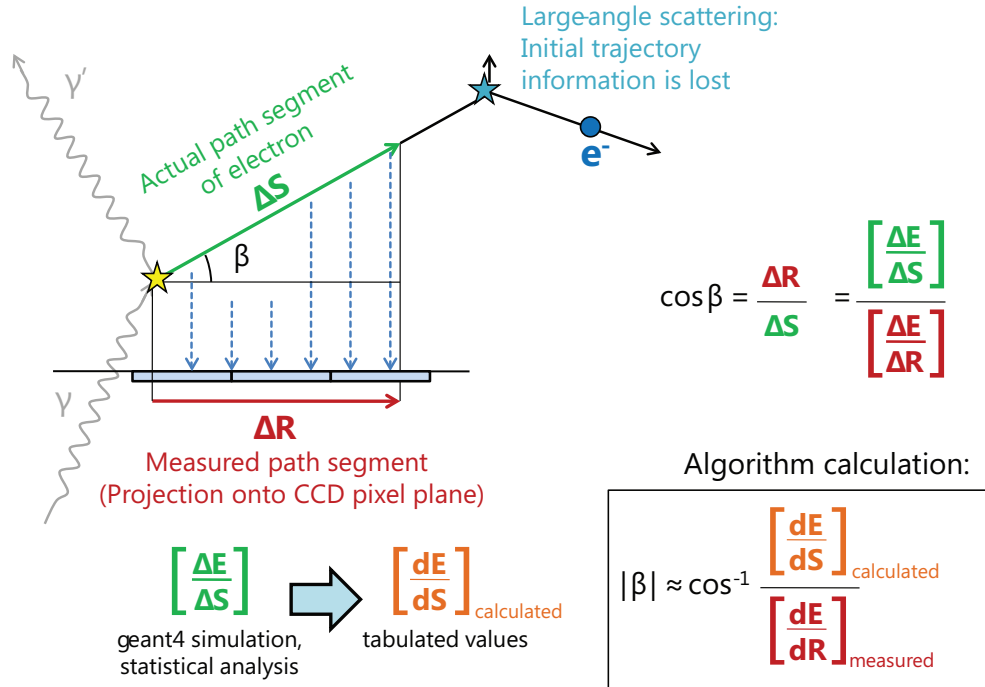 Large-angle scattering:
Initial trajectory
information is lost
γ'
Actual path segment
of electron
ΔS
e-
β
cosβ = ΔR/ΔS = [ΔE/ΔS]/[ΔE/ΔR]
γ
ΔR
Measured path segment
(Projection onto CCD pixel plane)
Algorithm calculation:
|β| ≈ cos-1 [dE/dS]calculated/[dE/dR]measured
[ΔE/ΔS]
[dE/dS]calculated
geant4 simulation,
statistical analysis
tabulated values